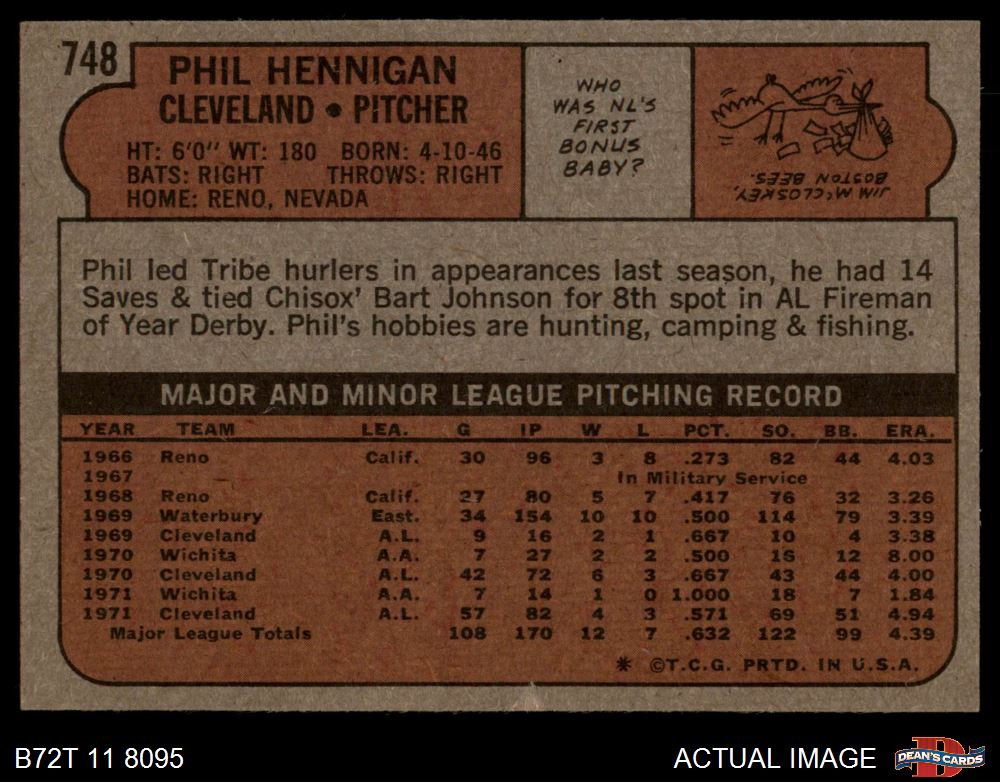 748
PHIL HENNIGAN
CLEVELAND • PITCHER
HT: 6'0" WT: 180 BORN: 4-10-46
BATS: RIGHT THROWS: RIGHT
HOME: RENO, NEVADA
WHO
WAS NL'S
FIRST
BONUS
BABY?
JIM McCLOSKEY,
BOSTON BEES.
Phil led Tribe hurlers in appearances last season, he had 14
Saves & tied Chisox' Bart Johnson for 8th spot in AL Fireman
of Year Derby. Phil's hobbies are hunting, camping & fishing.
MAJOR AND MINOR LEAGUE PITCHING RECORD
YEAR TEAM LEA. G IP W L PCT. SO. BB. ERA.
1966 Reno Calif. 30 96 3 8 .273 82 44 4.03
1967 In Military Service
1968 Reno Calif. 27 80 5 7 .417 76 32 3.26
1969 Waterbury East. 34 154 10 10 .500 114 79 3.39
1969 Cleveland A.L. 9 16 2 1 .667 10 4 3.38
1970 Wichita A.A. 7 27 2 2 .500 15 12 8.00
1970 Cleveland A.L. 42 72 6 3 .667 43 44 4.00
1971 Wichita A.A. 7 14 1 0 1.000 18 7 1.84
1971 Cleveland A.L. 57 82 4 3 .571 69 51 4.94
Major League Totals 108 170 12 7 .632 122 99 4.39
* ©T.C.G. PRTD. IN U.S.A.
B72T 11 8095
ACTUAL IMAGE
D
DEAN'S CARDS